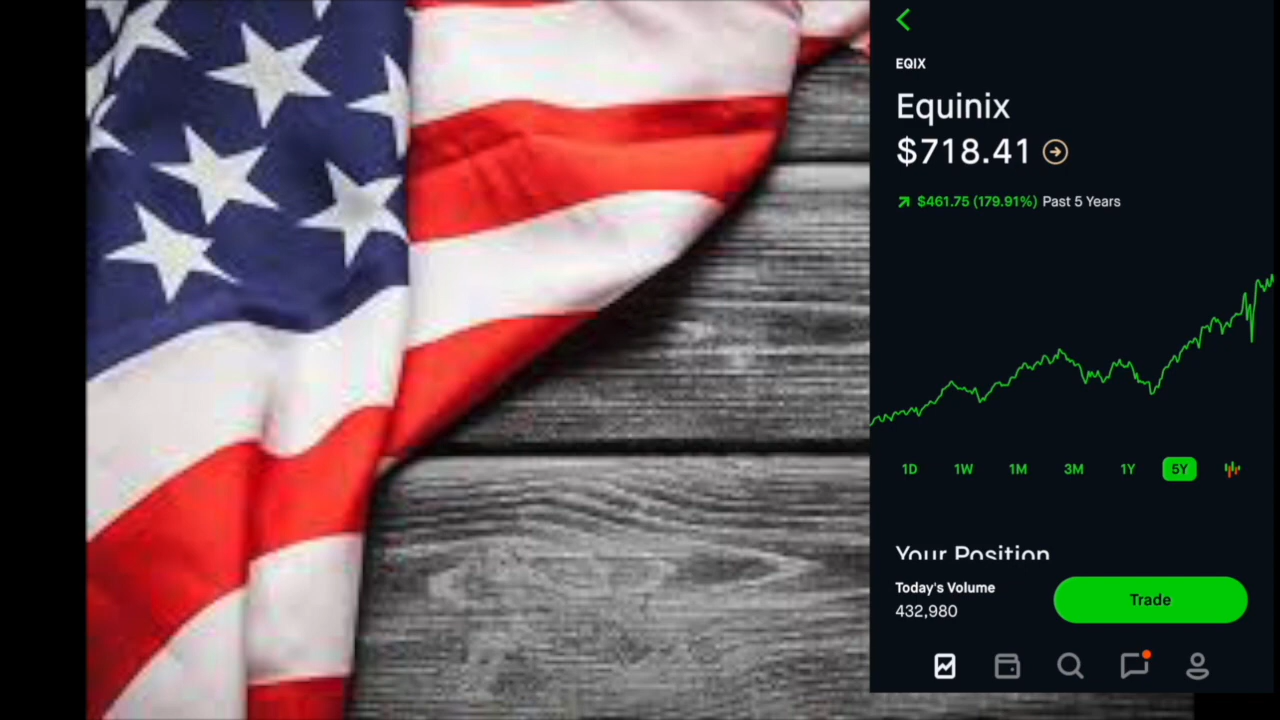 EQIX
Equinix
$718.41
$461.75 (179.91%) Past 5 Years
1D 1W 1M 3M 1Y 5Y
Your Position
Today's Volume
432,980
Trade